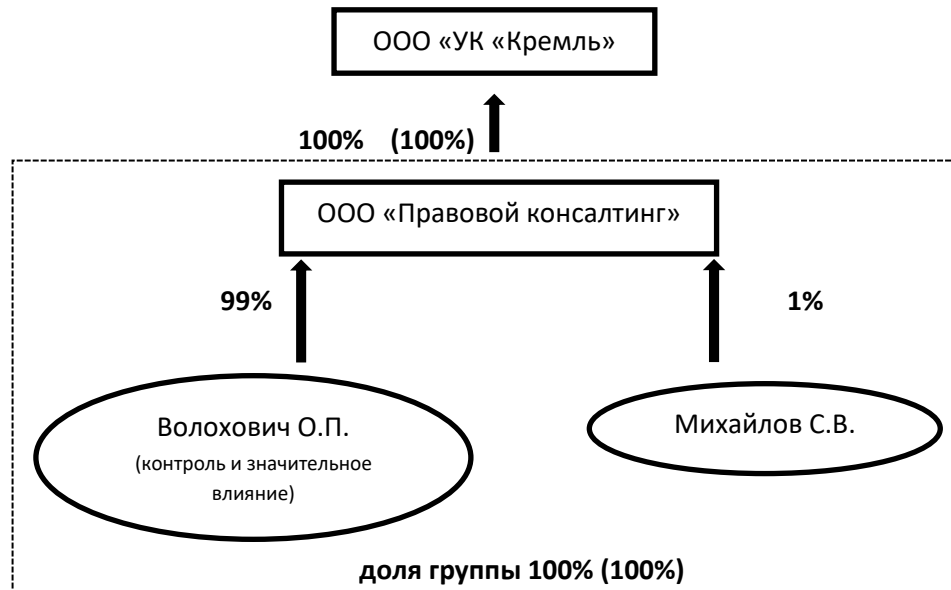 ООО «УК «Кремль»
100% (100%)
ООО «Правовой консалтинг»
99%
1%
Волохович О.П.
(контроль и значительное
влияние)
Михайлов С.В.
доля группы 100% (100%)